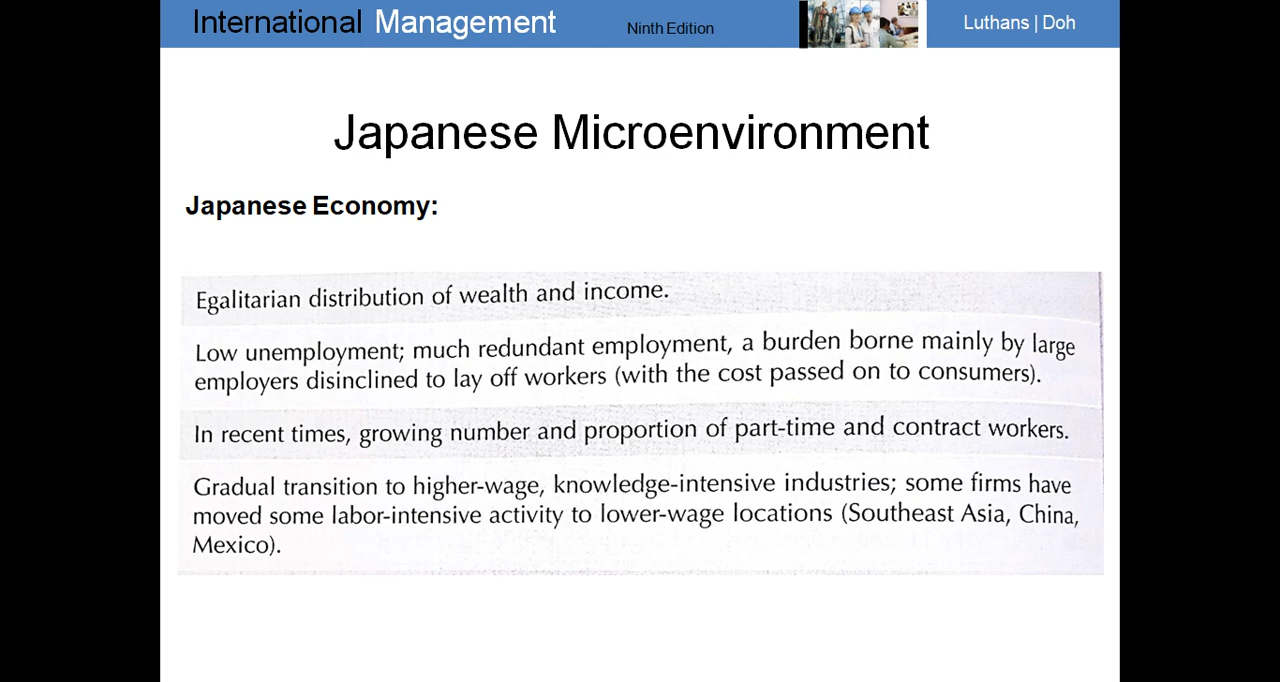 International Management
Ninth Edition
Luthans | Doh
Japanese Microenvironment
Japanese Economy:
Egalitarian distribution of wealth and income.
Low unemployment; much redundant employment, a burden borne mainly by large
employers disinclined to lay off workers (with the cost passed on to consumers).
In recent times, growing number and proportion of part-time and contract workers.
Gradual transition to higher-wage, knowledge-intensive industries; some firms have
moved some labor-intensive activity to lower-wage locations (Southeast Asia, China,
Mexico).